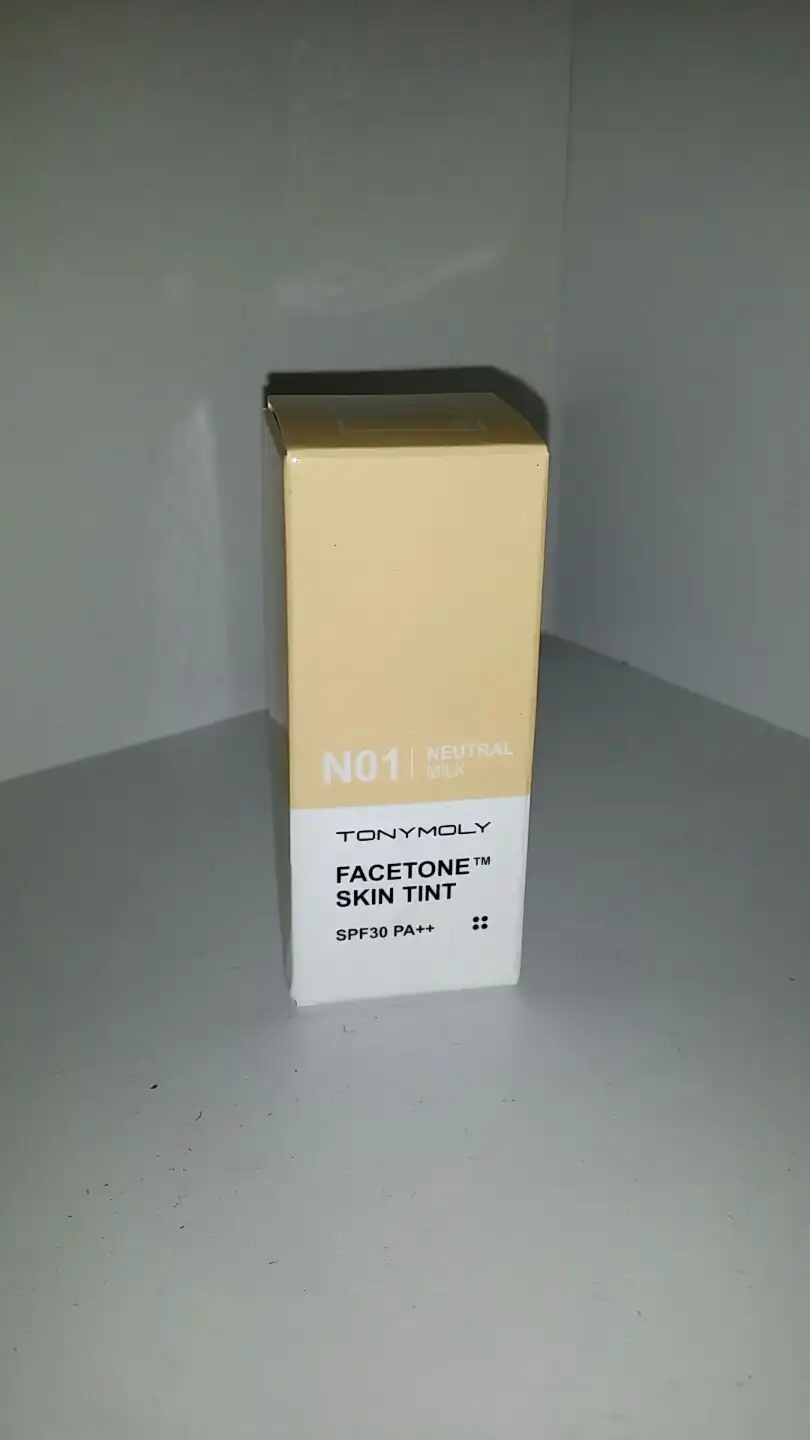 N01 | NEUTRAL
MILK
TONYMOLY
FACETONE™
SKIN TINT
SPF30 PA++